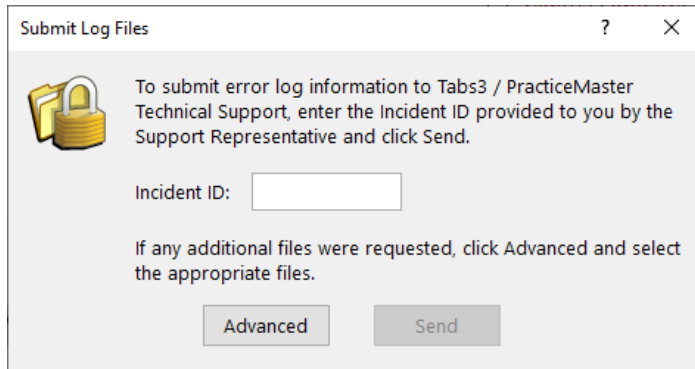 Submit Log Files
?
To submit error log information to Tabs3 / PracticeMaster
Technical Support, enter the Incident ID provided to you by the
Support Representative and click Send.
Incident ID:
If any additional files were requested, click Advanced and select
the appropriate files.
Advanced
Send